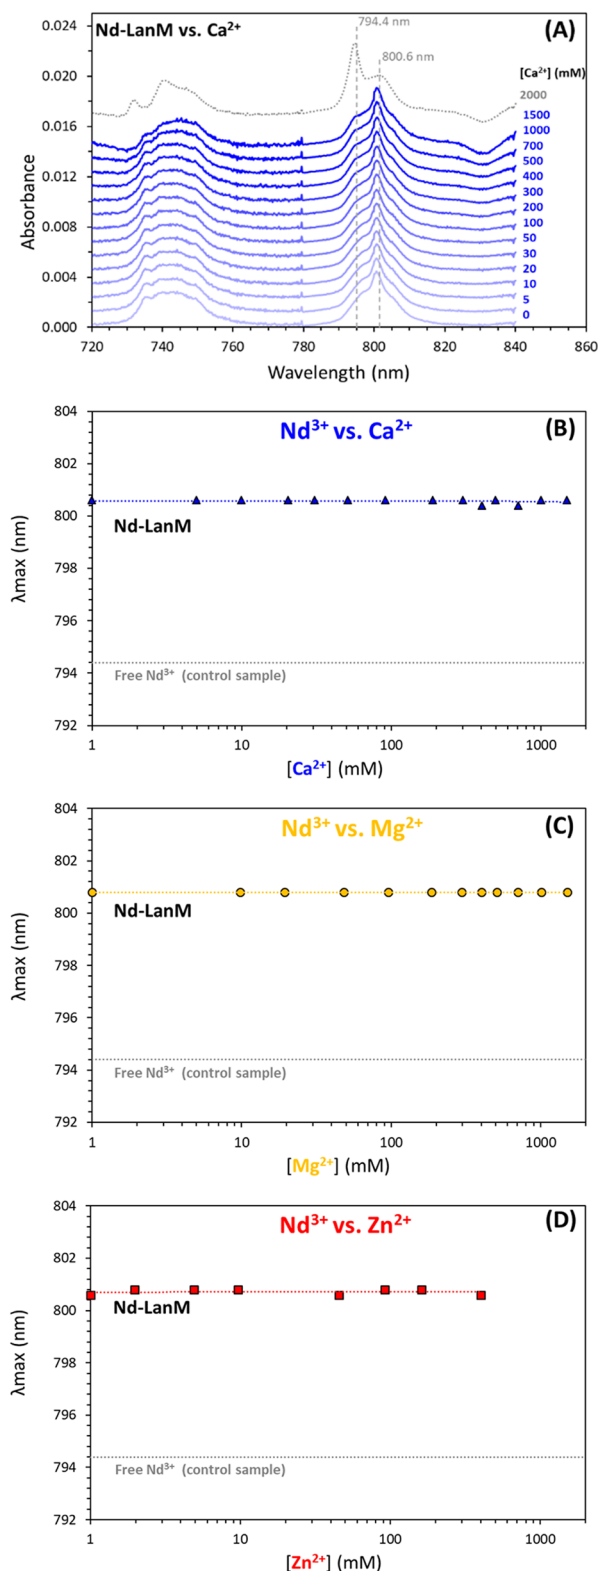 Nd-LanM vs. Ca²⁺
(A)
794.4 nm
800.6 nm
[Ca²⁺] (mM)
2000
1500
1000
700
500
400
300
200
100
50
30
20
10
5
0
0.024
0.020
0.016
0.012
0.008
0.004
0.000
Absorbance
720 740 760 780 800 820 840 860
Wavelength (nm)
Nd³⁺ vs. Ca²⁺
(B)
804
802
800
798
796
794
792
λmax (nm)
Nd-LanM
Free Nd³⁺ (control sample)
1 10 100 1000
[Ca²⁺] (mM)
Nd³⁺ vs. Mg²⁺
(C)
804
802
800
798
796
794
792
λmax (nm)
Nd-LanM
Free Nd³⁺ (control sample)
1 10 100 1000
[Mg²⁺] (mM)
Nd³⁺ vs. Zn²⁺
(D)
804
802
800
798
796
794
792
λmax (nm)
Nd-LanM
Free Nd³⁺ (control sample)
1 10 100 1000
[Zn²⁺] (mM)